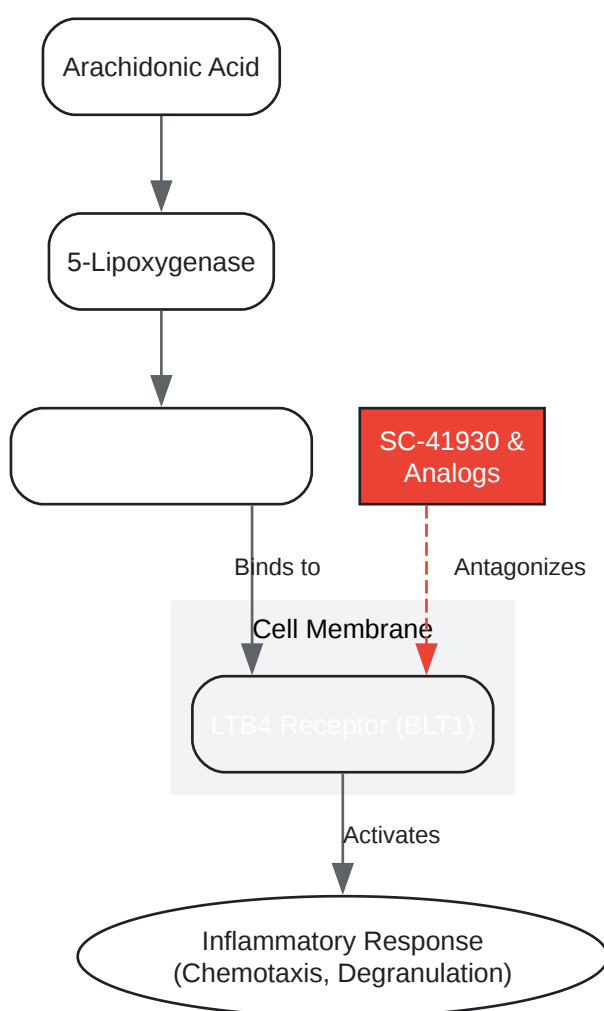 Arachidonic Acid
5-Lipoxygenase
SC-41930 &
Analogs
Binds to
Antagonizes
Cell Membrane
LTB4 Receptor (BLT1)
Activates
Inflammatory Response
(Chemotaxis, Degranulation)